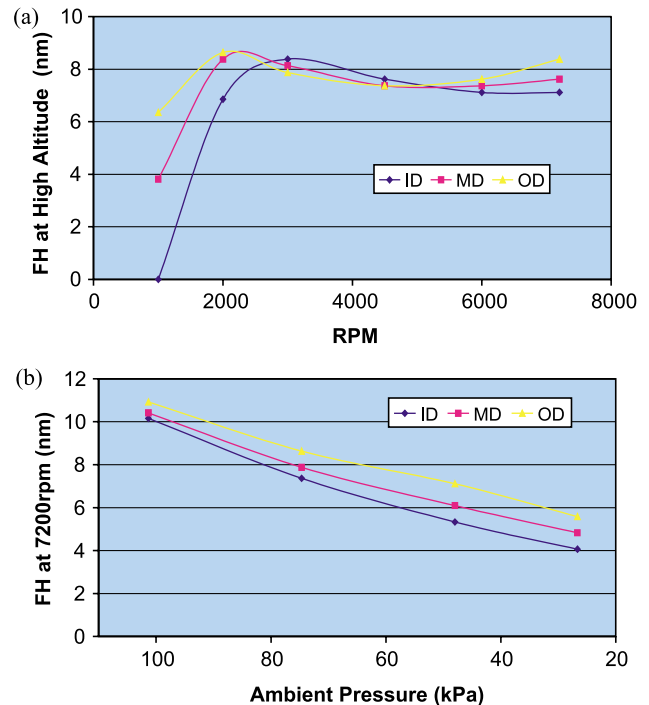 (a)
FH at High Altitude (nm)
10
8
6
4
2
0
0 2000 4000 6000 8000
ID MD OD
RPM
(b)
FH at 7200rpm (nm)
12
10
8
6
4
2
0
100 80 60 40 20
ID MD OD
Ambient Pressure (kPa)